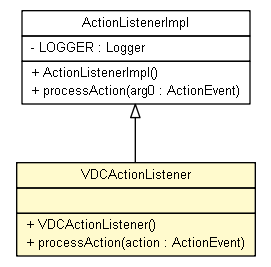 ActionListenerImpl
- LOGGER : Logger
+ ActionListenerImpl()
+ processAction(arg0 : ActionEvent)
VDCActionListener
+ VDCActionListener()
+ processAction(action : ActionEvent)